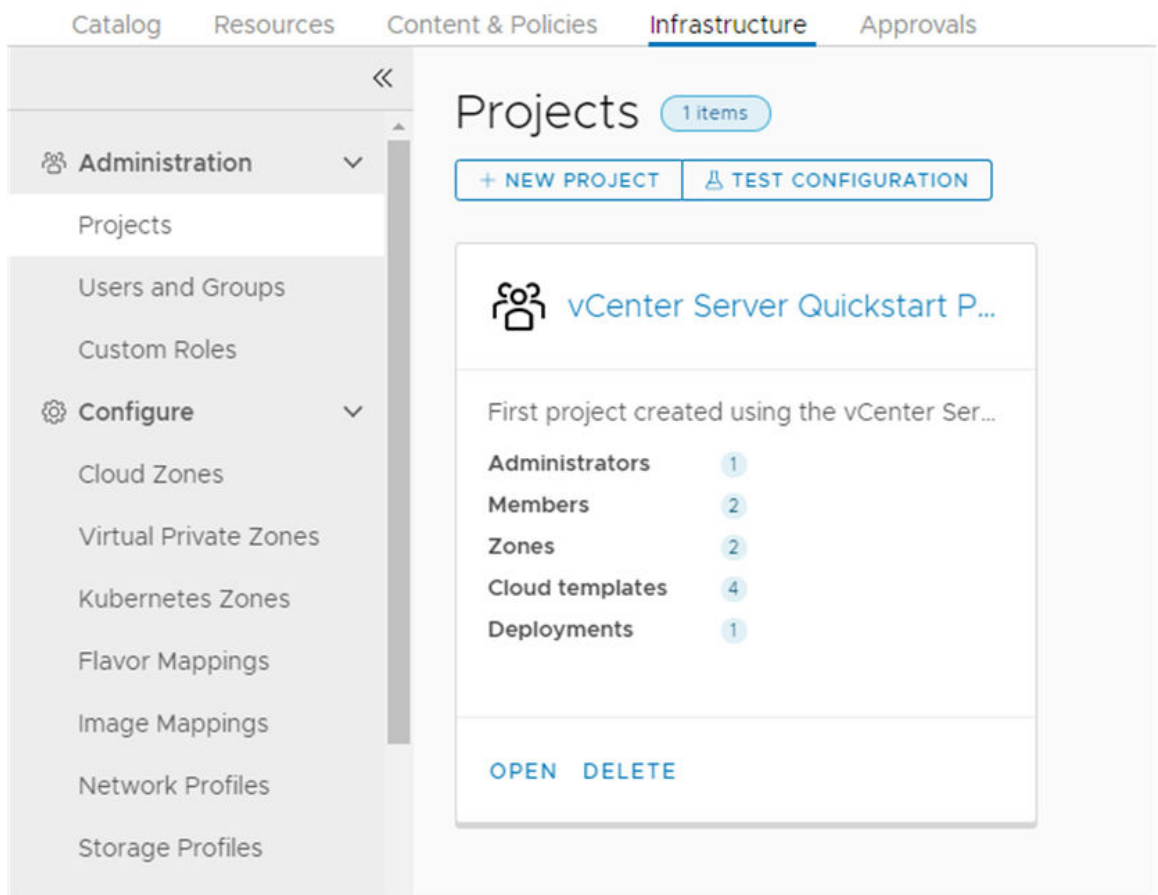 Catalog Resources Content & Policies Infrastructure Approvals
Administration
Projects
Users and Groups
Custom Roles
Configure
Cloud Zones
Virtual Private Zones
Kubernetes Zones
Flavor Mappings
Image Mappings
Network Profiles
Storage Profiles
Projects 1 items
+ NEW PROJECT TEST CONFIGURATION
vCenter Server Quickstart P...
First project created using the vCenter Ser...
Administrators 1
Members 2
Zones 2
Cloud templates 4
Deployments 1
OPEN DELETE